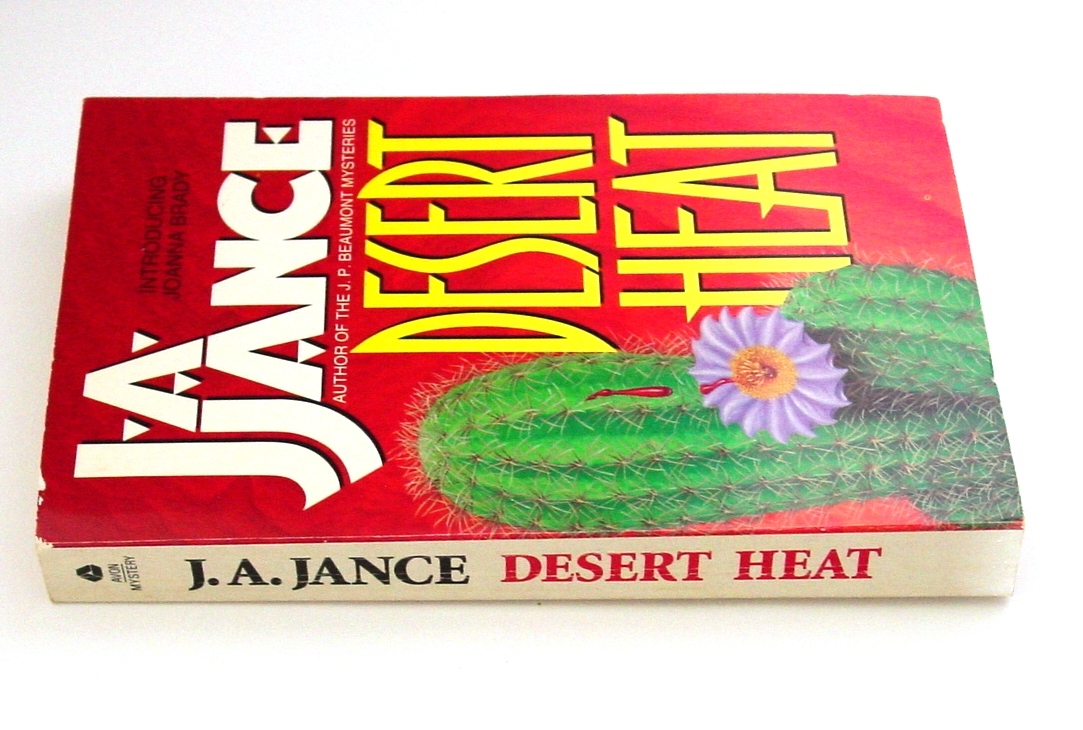 INTRODUCING
JOANNA BRADY
J.A. JANCE
AUTHOR OF THE J. P. BEAUMONT MYSTERIES
DESERT
HEAT
AVON
MYSTERY
J. A. JANCE DESERT HEAT